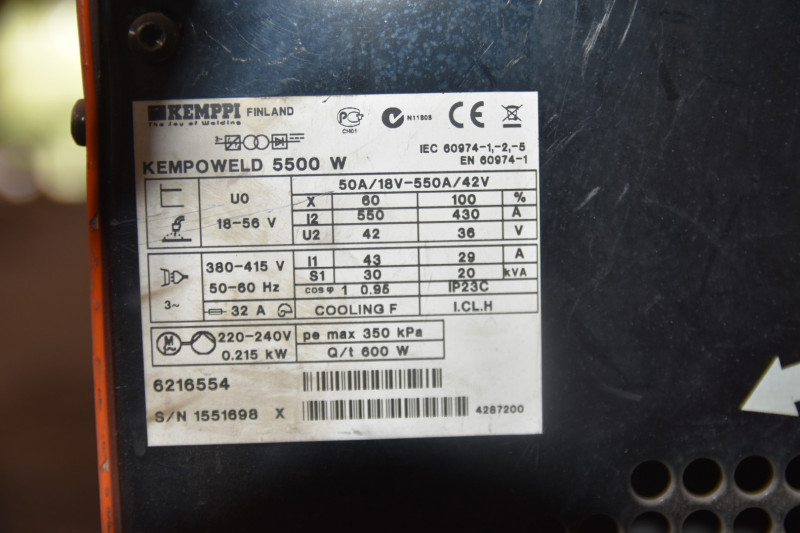 KEMPPI FINLAND
The Joy of Welding
CH01
N11508
CE
IEC 60974-1,-2,-5
KEMPOWELD 5500 W
EN 60974-1
50A/18V-550A/42V
U0 X 60 100 %
18-56 V I2 550 430 A
U2 42 36 V
380-415 V I1 43 29 A
50-60 Hz S1 30 20 kVA
3~ cos φ 1 0.95 IP23C
32 A COOLING F I.CL.H
M 220-240V pe max 350 kPa
0.215 kW Q/t 600 W
6216554
S/N 1551698 X 4287200